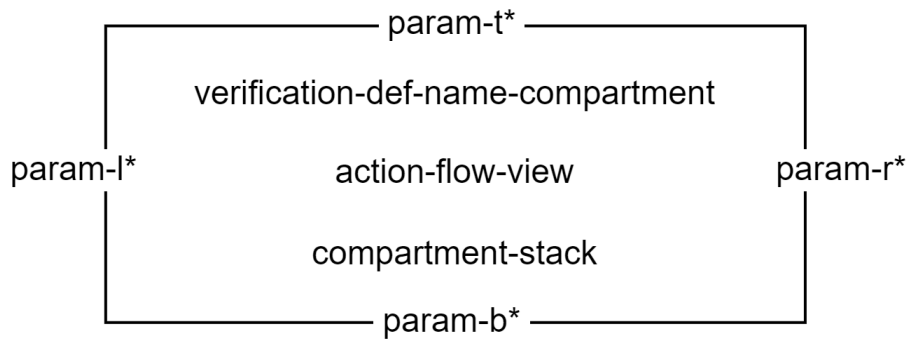 param-t*
verification-def-name-compartment
param-l* action-flow-view param-r*
compartment-stack
param-b*